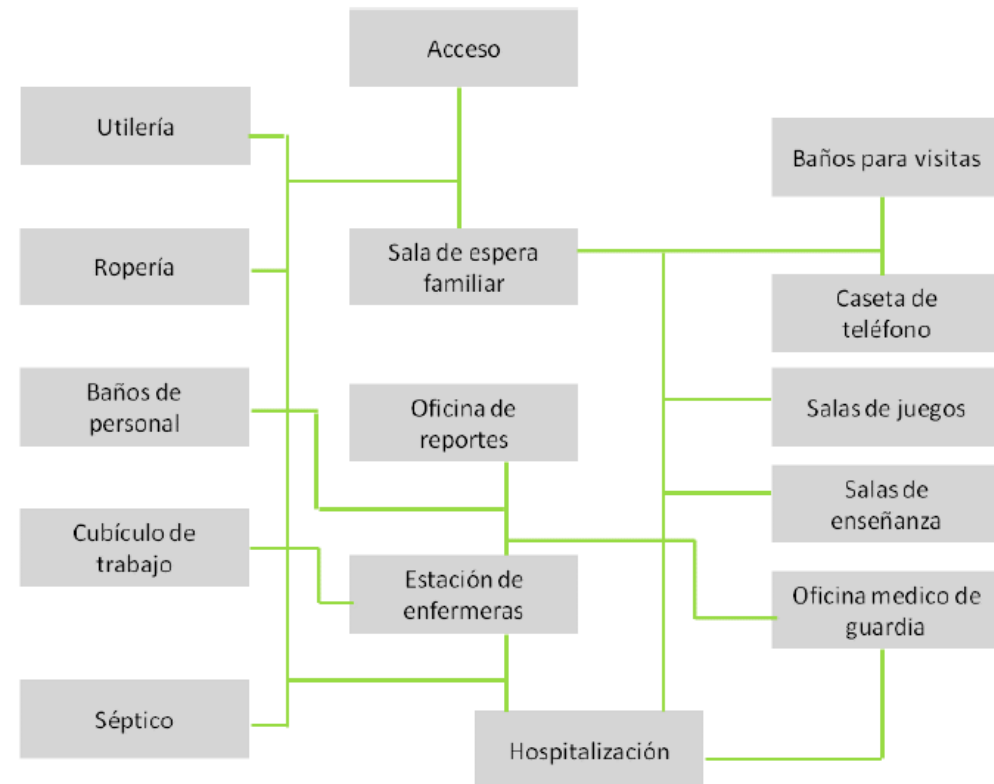 Acceso
Utilería
Baños para visitas
Ropería
Sala de espera
familiar
Caseta de
teléfono
Baños de
personal
Oficina de
reportes
Salas de juegos
Salas de
enseñanza
Cubículo de
trabajo
Estación de
enfermeras
Oficina medico de
guardia
Séptico
Hospitalización